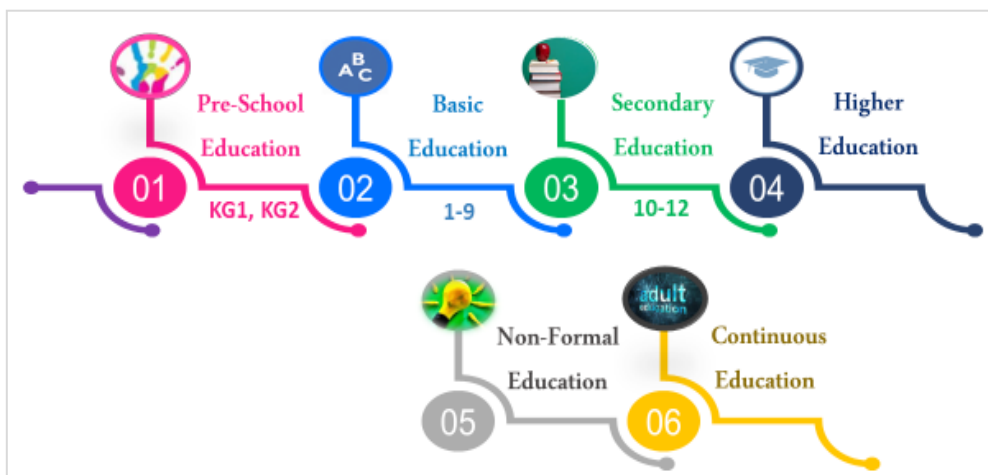 A B C
Pre-School
Education
01
KG1, KG2
Basic
Education
02
1-9
Secondary
Education
03
10-12
Higher
Education
04
Non-Formal
Education
05
adult
education
Continuous
Education
06